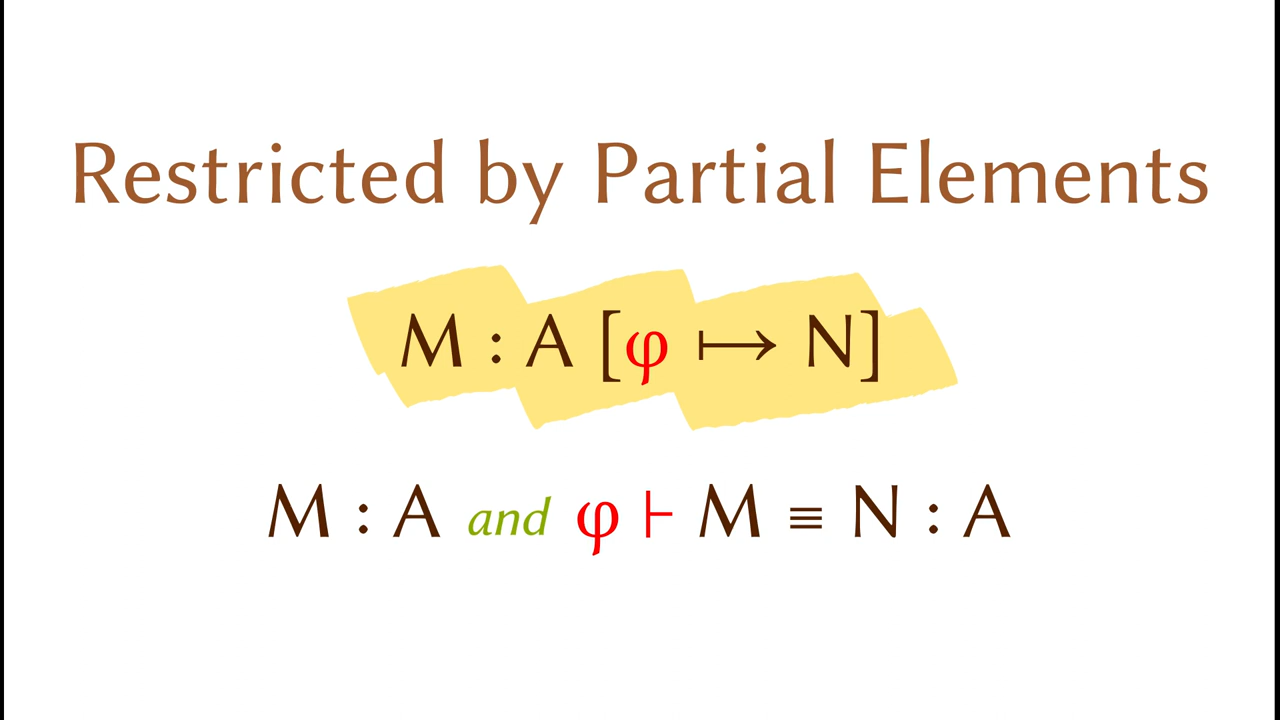 Restricted by Partial Elements
M : A [φ ↦ N]
M : A and φ ⊢ M ≡ N : A